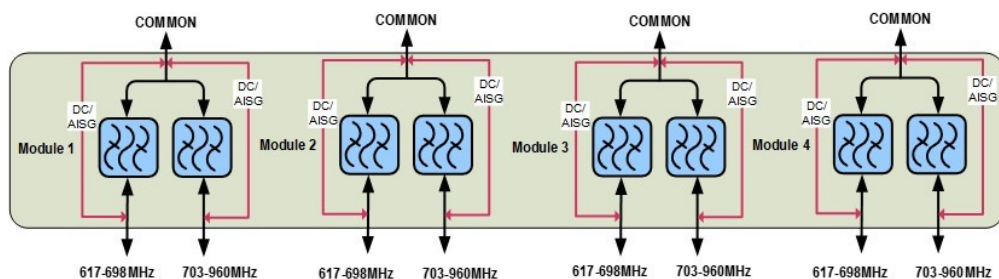 COMMON
COMMON
COMMON
COMMON
DC/
AISG
DC/
AISG
Module 1
DC/
AISG
DC/
AISG
Module 2
DC/
AISG
DC/
AISG
Module 3
DC/
AISG
DC/
AISG
Module 4
617-698MHz
703-960MHz
617-698MHz
703-960MHz
617-698MHz
703-960MHz
617-698MHz
703-960MHz